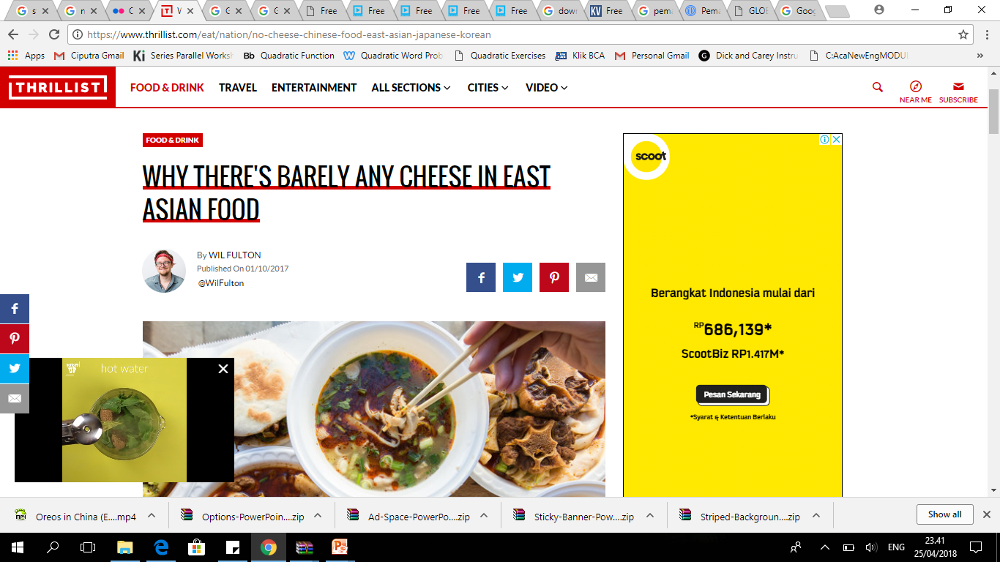 s
n
C
V
G
G
Free
Free
Free
Free
Free
dow
Free
pem
Pema
GLO
Goog
https://www.thrillist.com/eat/nation/no-cheese-chinese-food-east-asian-japanese-korean
Apps
Ciputra Gmail
Ki
Series Parallel Works
Bb
Quadratic Function
Quadratic Word Prob
Quadratic Exercises
Klik BCA
Personal Gmail
Dick and Carey Instru
C:AcaNewEngMODU
»
THRILLIST
FOOD & DRINK
TRAVEL
ENTERTAINMENT
ALL SECTIONS
CITIES
VIDEO
NEAR ME
SUBSCRIBE
FOOD & DRINK
WHY THERE'S BARELY ANY CHEESE IN EAST
ASIAN FOOD
By WIL FULTON
Published On 01/10/2017
@WilFulton
hot water
scoot
Berangkat Indonesia mulai dari
RP686,139*
ScootBiz RP1.417M*
Pesan Sekarang
*Syarat & Ketentuan Berlaku
Oreos in China (E....mp4
Options-PowerPoin....zip
Ad-Space-PowerPo....zip
Sticky-Banner-Pow....zip
Striped-Backgroun....zip
Show all
ENG
23.41
25/04/2018